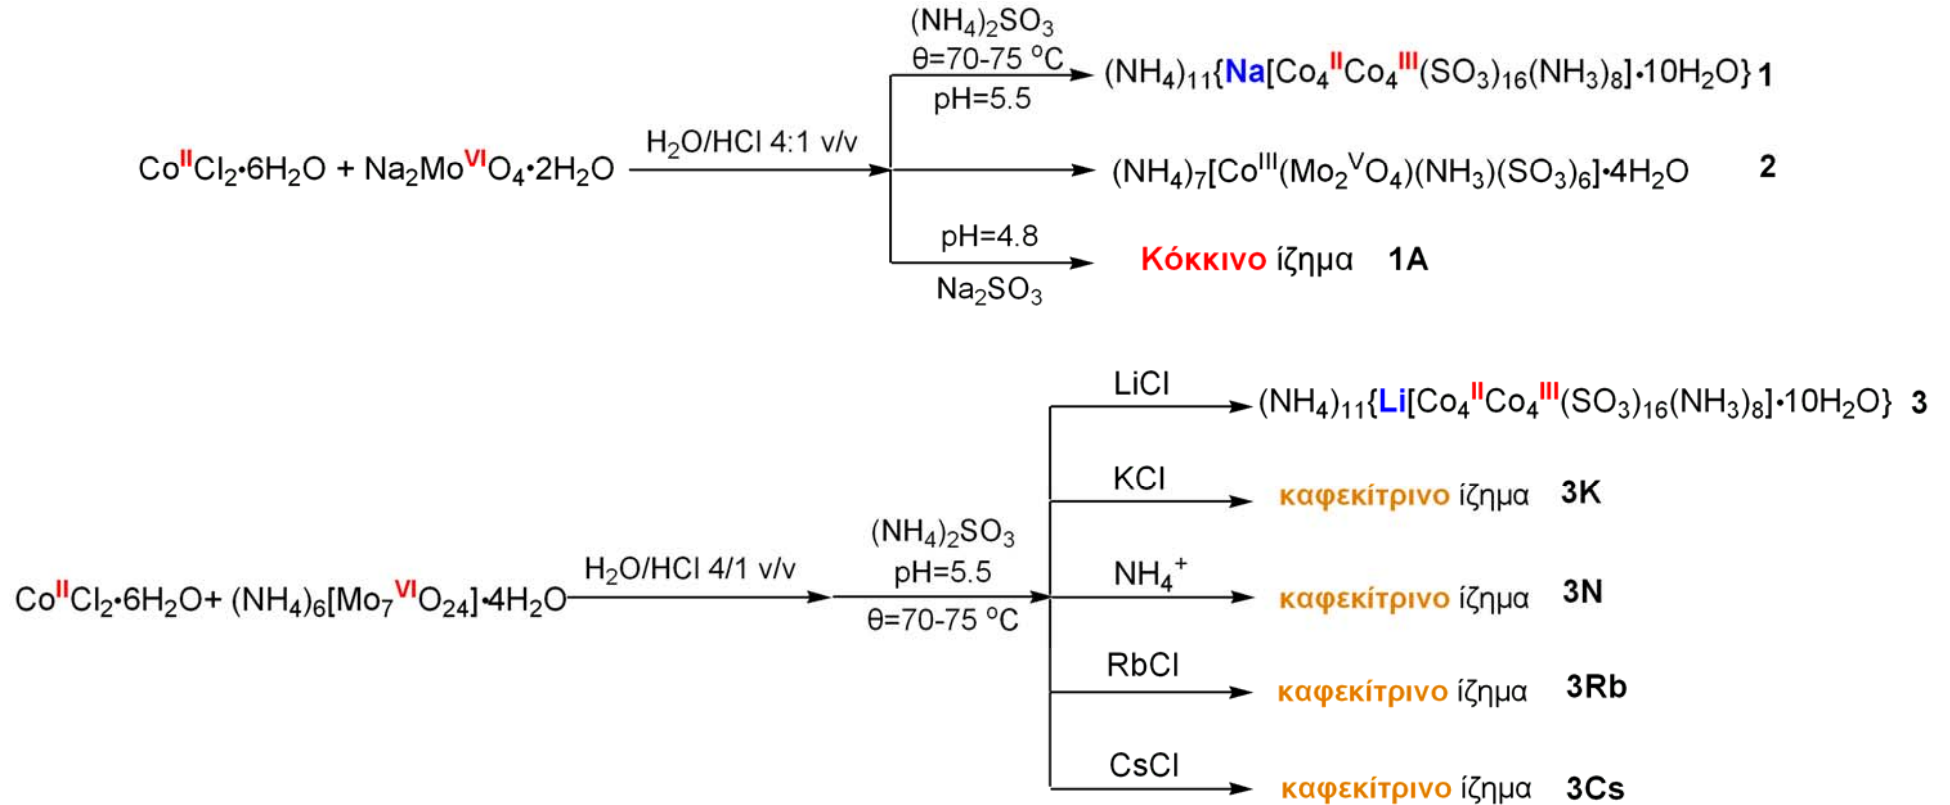 (NH₄)₂SO₃
θ=70-75 ºC
pH=5.5
(NH₄)₁₁{Na[Co₄ᴵᴵCo₄ᴵᴵᴵ(SO₃)₁₆(NH₃)₈]•10H₂O} 1
CoᴵᴵCl₂•6H₂O + Na₂MoⱽᴵO₄•2H₂O
H₂O/HCl 4:1 v/v
(NH₄)₇[Coᴵᴵᴵ(Mo₂ⱽO₄)(NH₃)(SO₃)₆]•4H₂O 2
pH=4.8
Na₂SO₃
Κόκκινο ίζημα 1A
LiCl
(NH₄)₁₁{Li[Co₄ᴵᴵCo₄ᴵᴵᴵ(SO₃)₁₆(NH₃)₈]•10H₂O} 3
KCl
καφεκίτρινο ίζημα 3K
CoᴵᴵCl₂•6H₂O+ (NH₄)₆[Mo₇ⱽᴵO₂₄]•4H₂O
H₂O/HCl 4/1 v/v
(NH₄)₂SO₃
pH=5.5
θ=70-75 ºC
NH₄⁺
καφεκίτρινο ίζημα 3N
RbCl
καφεκίτρινο ίζημα 3Rb
CsCl
καφεκίτρινο ίζημα 3Cs